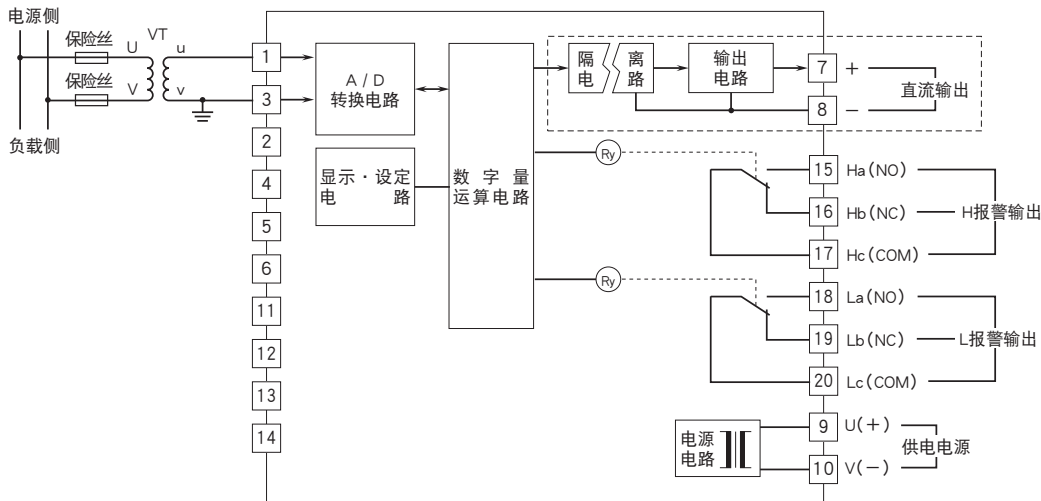 电源侧
保险丝
U
VT
u
保险丝
V
v
负载侧
1
3
2
4
5
6
11
12
13
14
A/D
转换电路
显示·设定
电 路
数 字 量
运算电路
隔 离
电 路
输出
电路
7
+
8
−
直流输出
Ry
15
Ha(NO)
16
Hb(NC)
H报警输出
17
Hc(COM)
Ry
18
La(NO)
19
Lb(NC)
L报警输出
20
Lc(COM)
电源
电路
9
U(+)
10
V(−)
供电电源